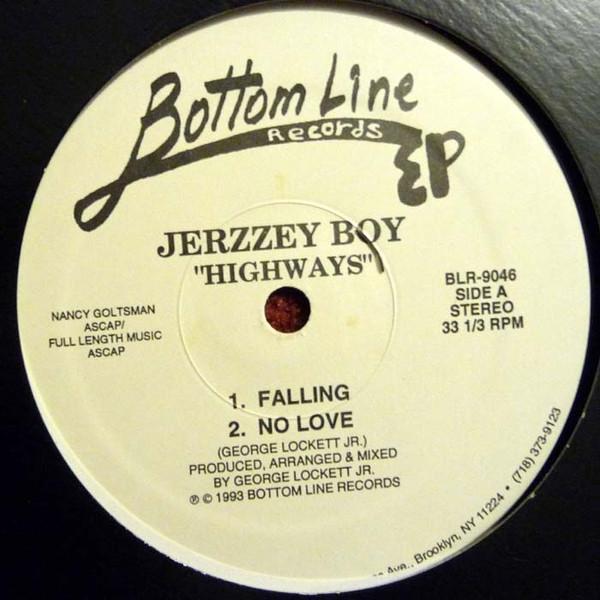 Bottom Line
Records
EP
JERZZEY BOY
"HIGHWAYS"
NANCY GOLTSMAN
ASCAP/
FULL LENGTH MUSIC
ASCAP
BLR-9046
SIDE A
STEREO
33 1/3 RPM
1. FALLING
2. NO LOVE
(GEORGE LOCKETT JR.)
PRODUCED, ARRANGED & MIXED
BY GEORGE LOCKETT JR.
℗ © 1993 BOTTOM LINE RECORDS
Ave., Brooklyn, NY 11224 • (718) 373-9123